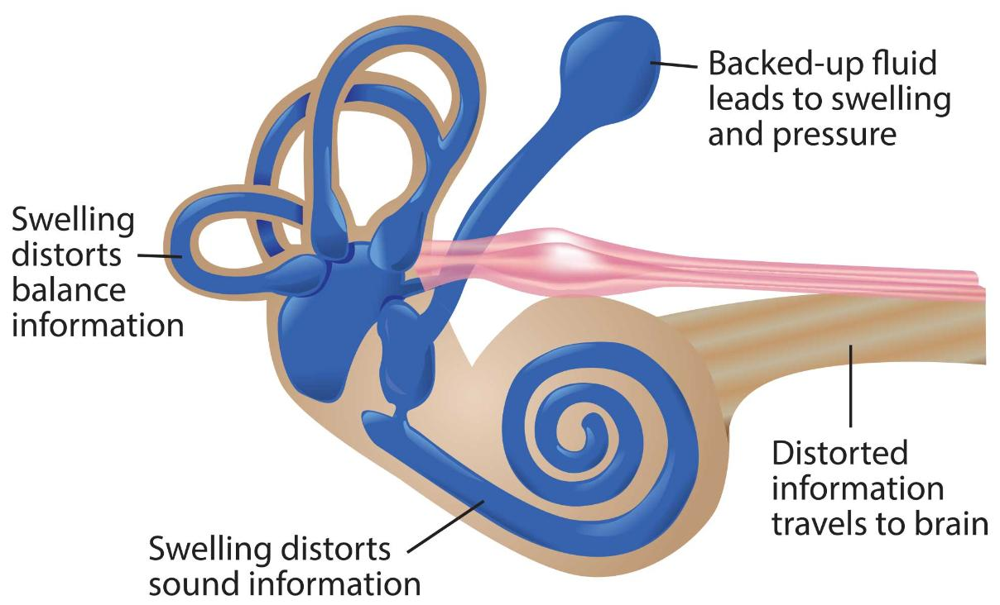 Backed-up fluid
leads to swelling
and pressure
Swelling
distorts
balance
information
Distorted
information
travels to brain
Swelling distorts
sound information